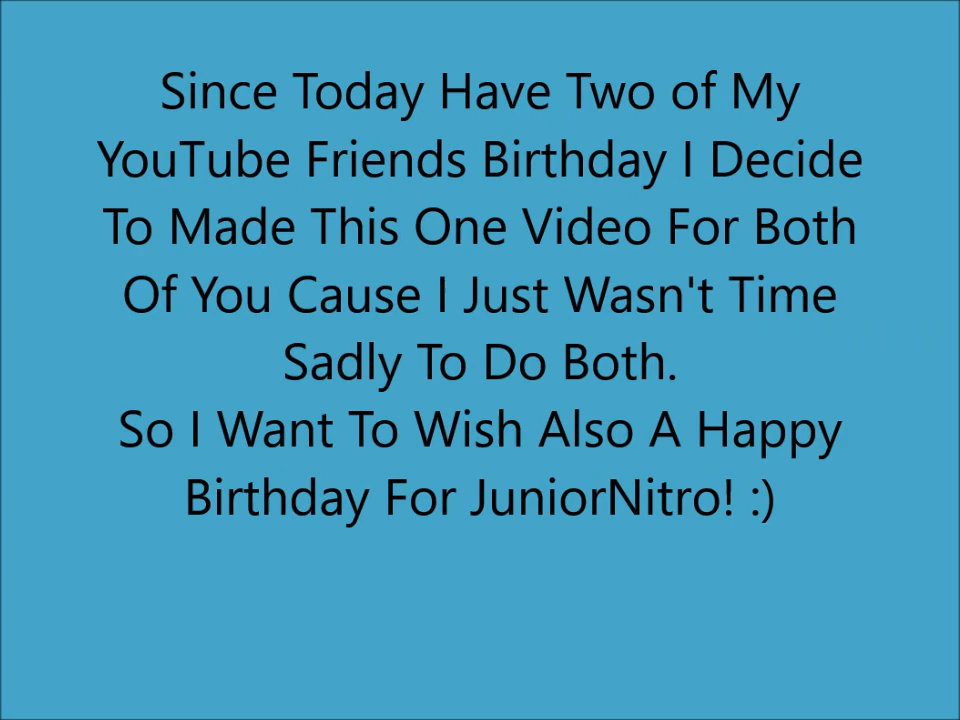 Since Today Have Two of My
YouTube Friends Birthday I Decide
To Made This One Video For Both
Of You Cause I Just Wasn't Time
Sadly To Do Both.
So I Want To Wish Also A Happy
Birthday For JuniorNitro! :)